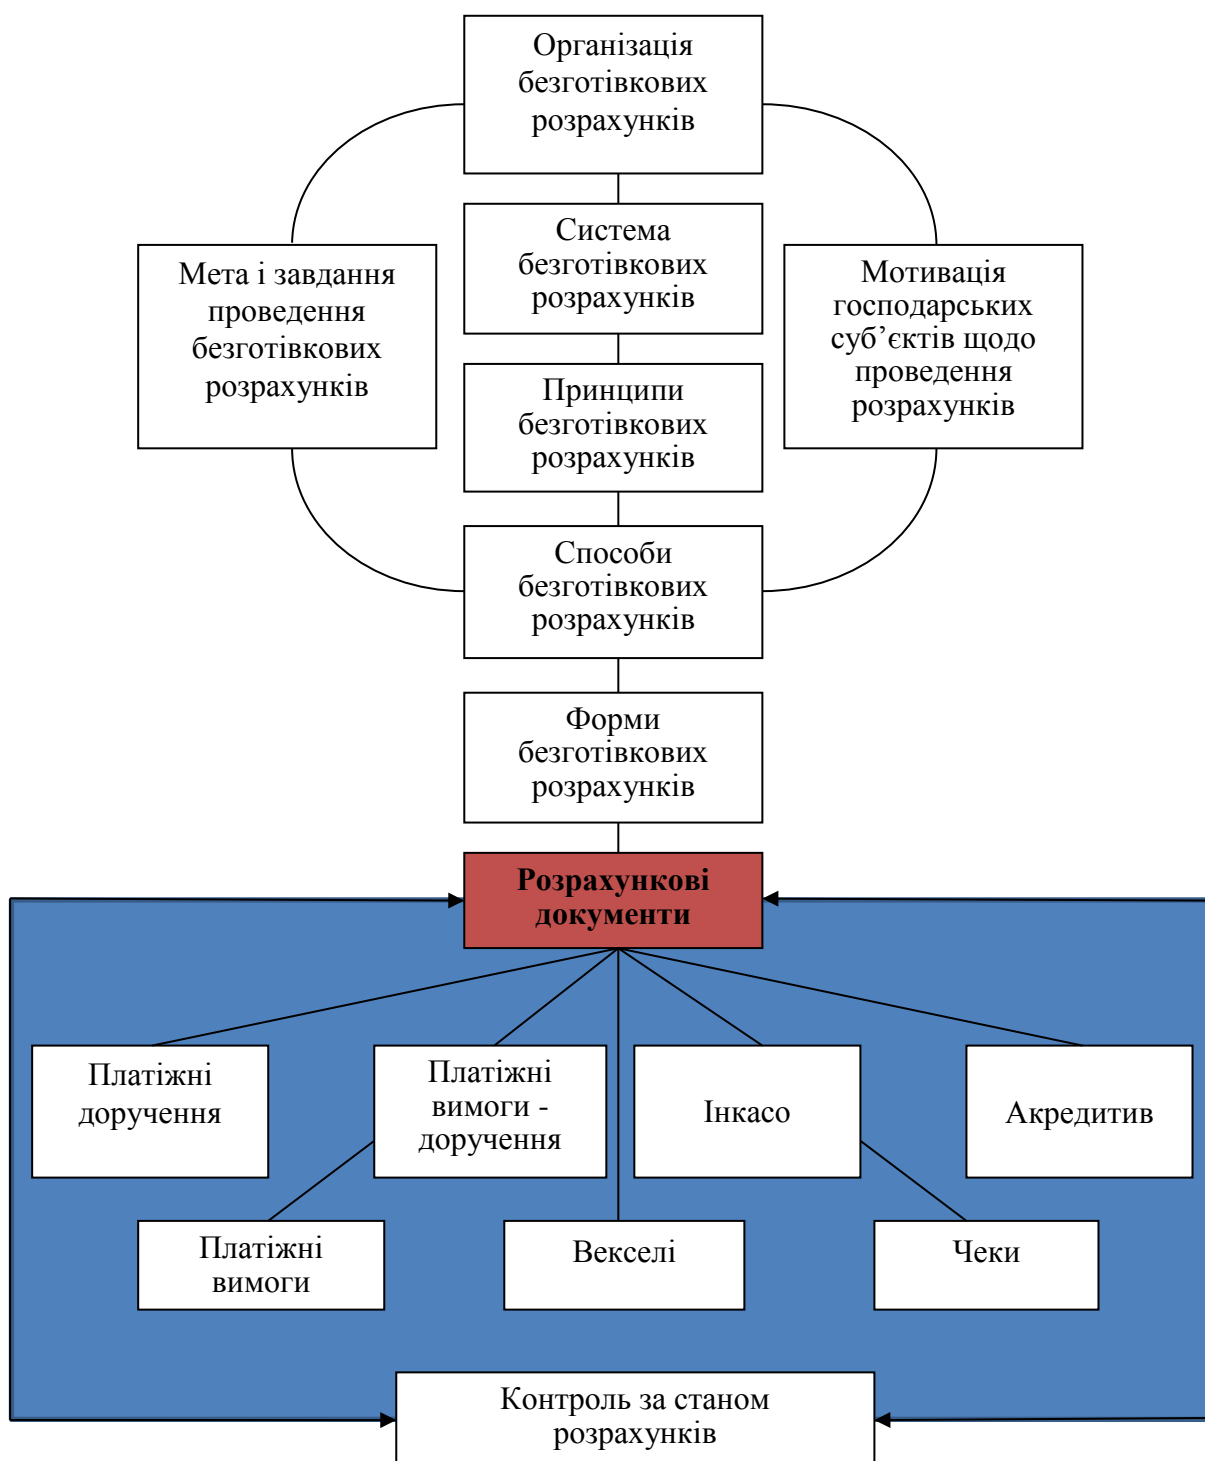 Організація
безготівкових
розрахунків
Система
безготівкових
розрахунків
Мета і завдання
проведення
безготівкових
розрахунків
Мотивація
господарських
суб’єктів щодо
проведення
розрахунків
Принципи
безготівкових
розрахунків
Способи
безготівкових
розрахунків
Форми
безготівкових
розрахунків
Розрахункові
документи
Платіжні
доручення
Платіжні
вимоги -
доручення
Інкасо
Акредитив
Платіжні
вимоги
Векселі
Чеки
Контроль за станом
розрахунків